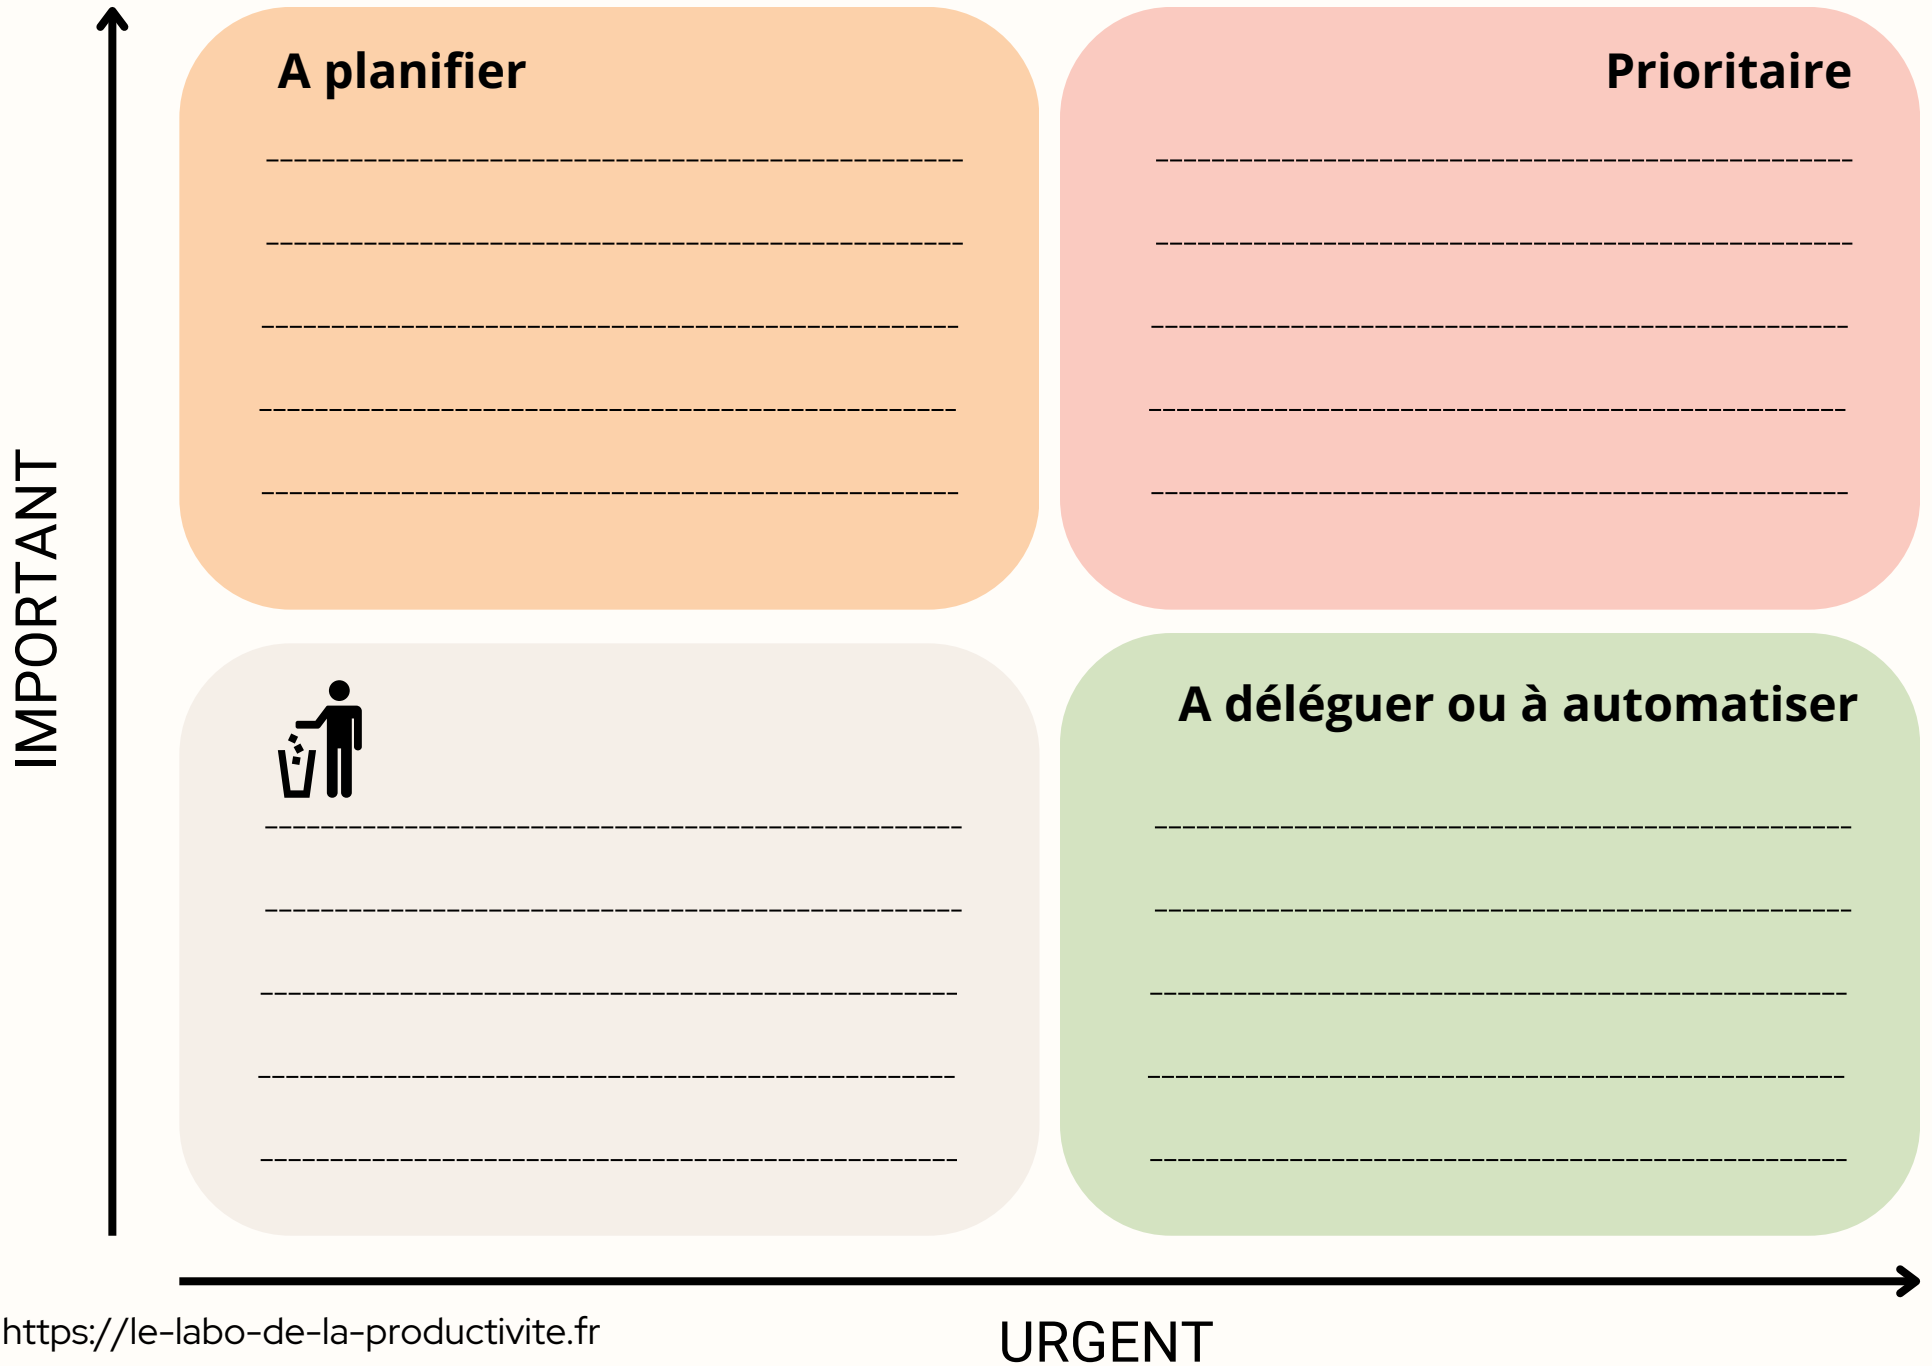 A planifier
Prioritaire
IMPORTANT
A déléguer ou à automatiser
https://le-labo-de-la-productivite.fr
URGENT